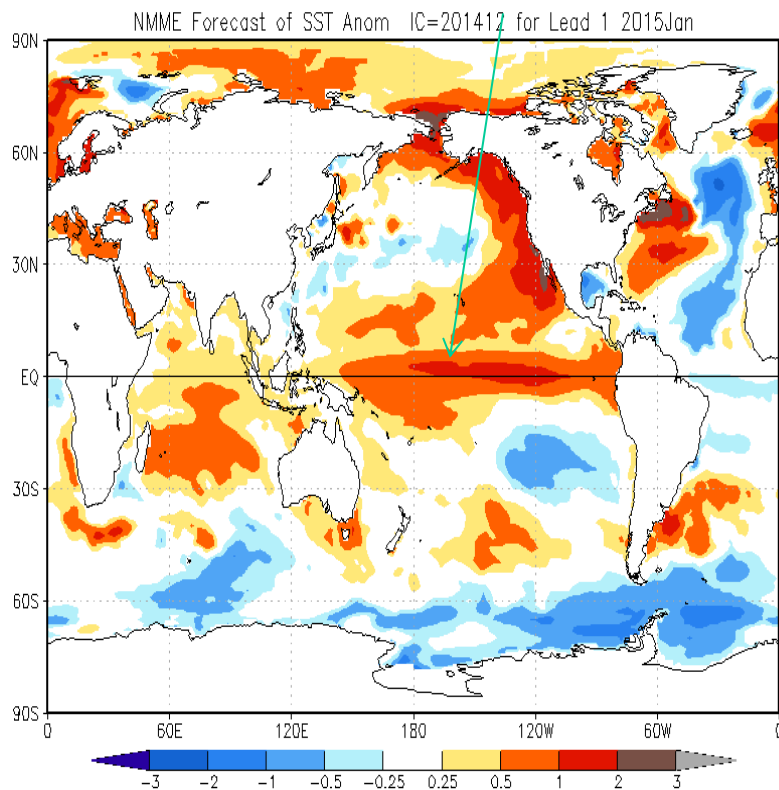 NMME Forecast of SST Anom IC=201412 for Lead 1 2015Jan
90N
60N
30N
EQ
30S
60S
90S
0 60E 120E 180 120W 60W 0
-3 -2 -1 -0.5 -0.25 0.25 0.5 1 2 3